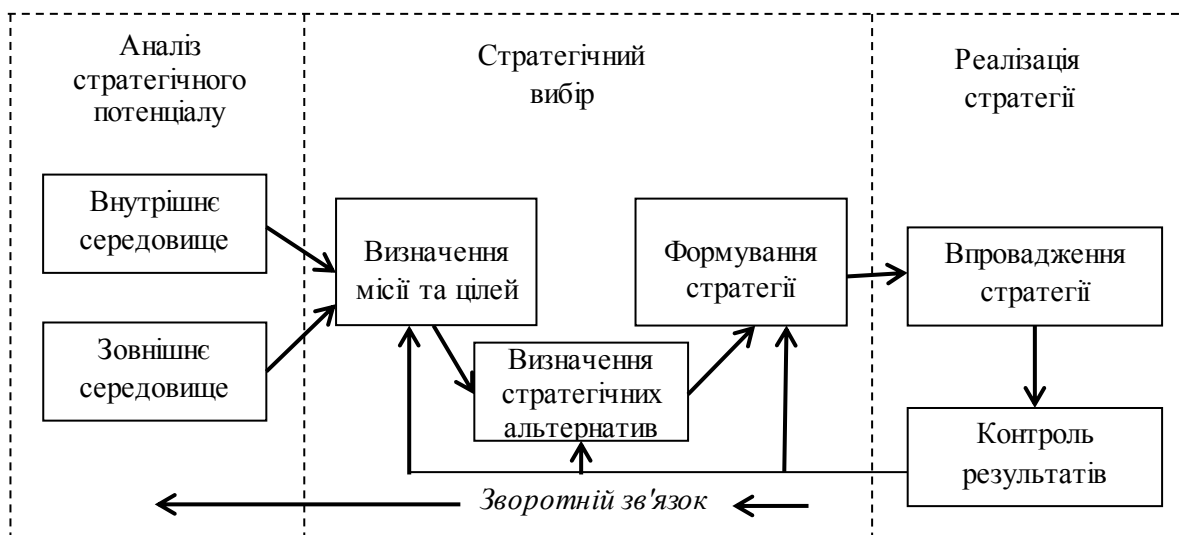 Аналіз
стратегічного
потенціалу
Стратегічний
вибір
Реалізація
стратегії
Внутрішнє
середовище
Зовнішнє
середовище
Визначення
місії та цілей
Визначення
стратегічних
альтернатив
Формування
стратегії
Впровадження
стратегії
Контроль
результатів
Зворотній зв'язок